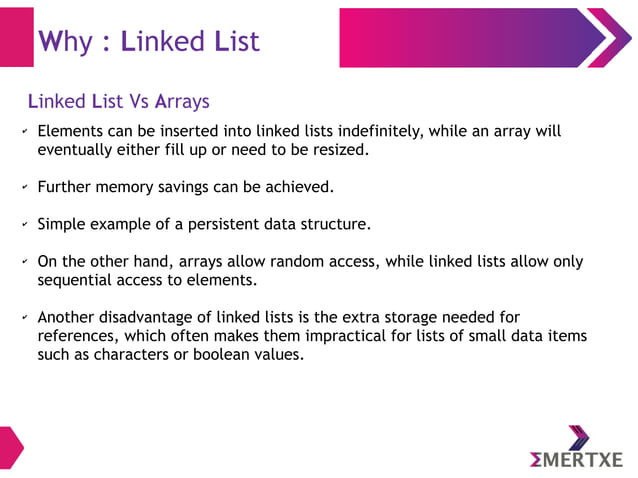 Why : Linked List
Linked List Vs Arrays
✔ Elements can be inserted into linked lists indefinitely, while an array will
eventually either fill up or need to be resized.
✔ Further memory savings can be achieved.
✔ Simple example of a persistent data structure.
✔ On the other hand, arrays allow random access, while linked lists allow only
sequential access to elements.
✔ Another disadvantage of linked lists is the extra storage needed for
references, which often makes them impractical for lists of small data items
such as characters or boolean values.
EMERTXE